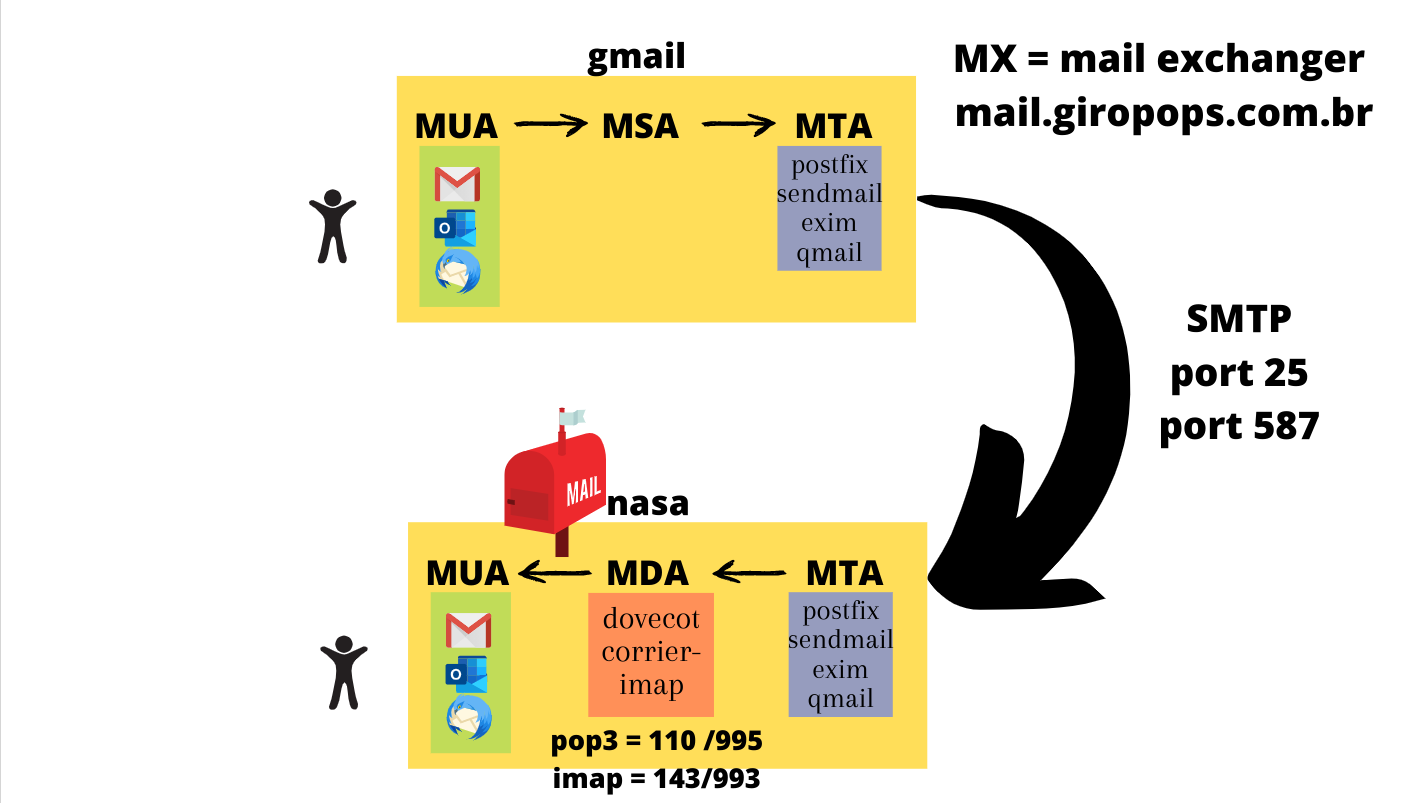 gmail
MX = mail exchanger
mail.giropops.com.br
MUA
MSA
MTA
postfix
sendmail
exim
qmail
O
SMTP
port 25
port 587
MAIL
nasa
MUA
MDA
MTA
O
dovecot
corrier-
imap
postfix
sendmail
exim
qmail
pop3 = 110 /995
imap = 143/993